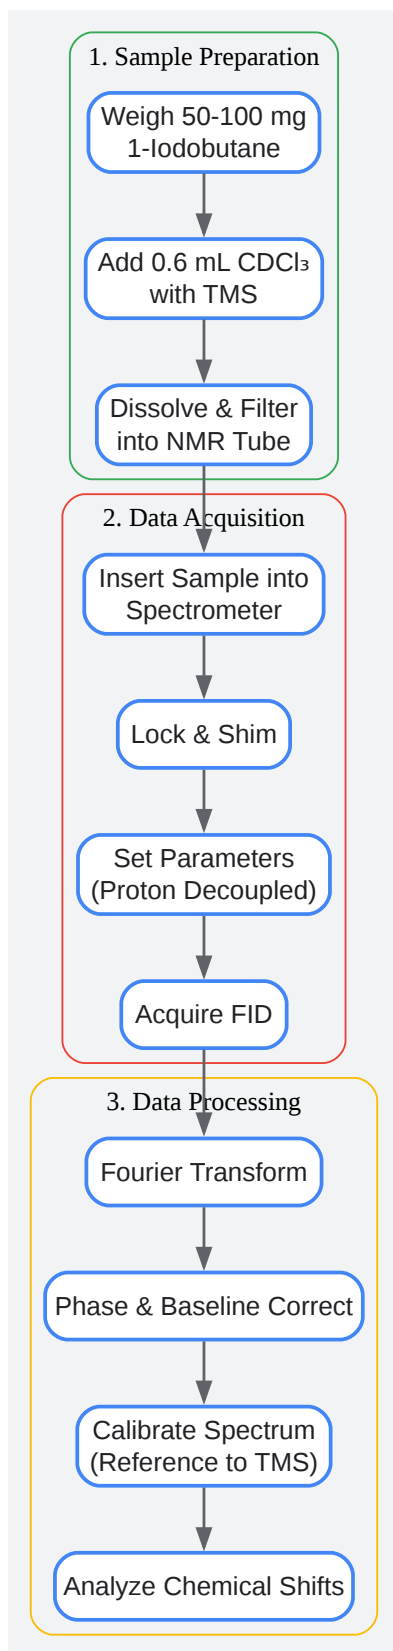 1. Sample Preparation
Weigh 50-100 mg
1-Iodobutane
Add 0.6 mL CDCl₃
with TMS
Dissolve & Filter
into NMR Tube
2. Data Acquisition
Insert Sample into
Spectrometer
Lock & Shim
Set Parameters
(Proton Decoupled)
Acquire FID
3. Data Processing
Fourier Transform
Phase & Baseline Correct
Calibrate Spectrum
(Reference to TMS)
Analyze Chemical Shifts